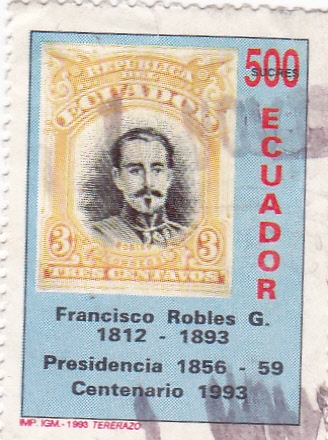 500
SUCRES
ECUADOR
REPUBLICA
DEL
ECUADOR
3 3
TRES CENTAVOS
Francisco Robles G.
1812 - 1893
Presidencia 1856 - 59
Centenario 1993
IMP. IGM.- 1993 TERERAZO